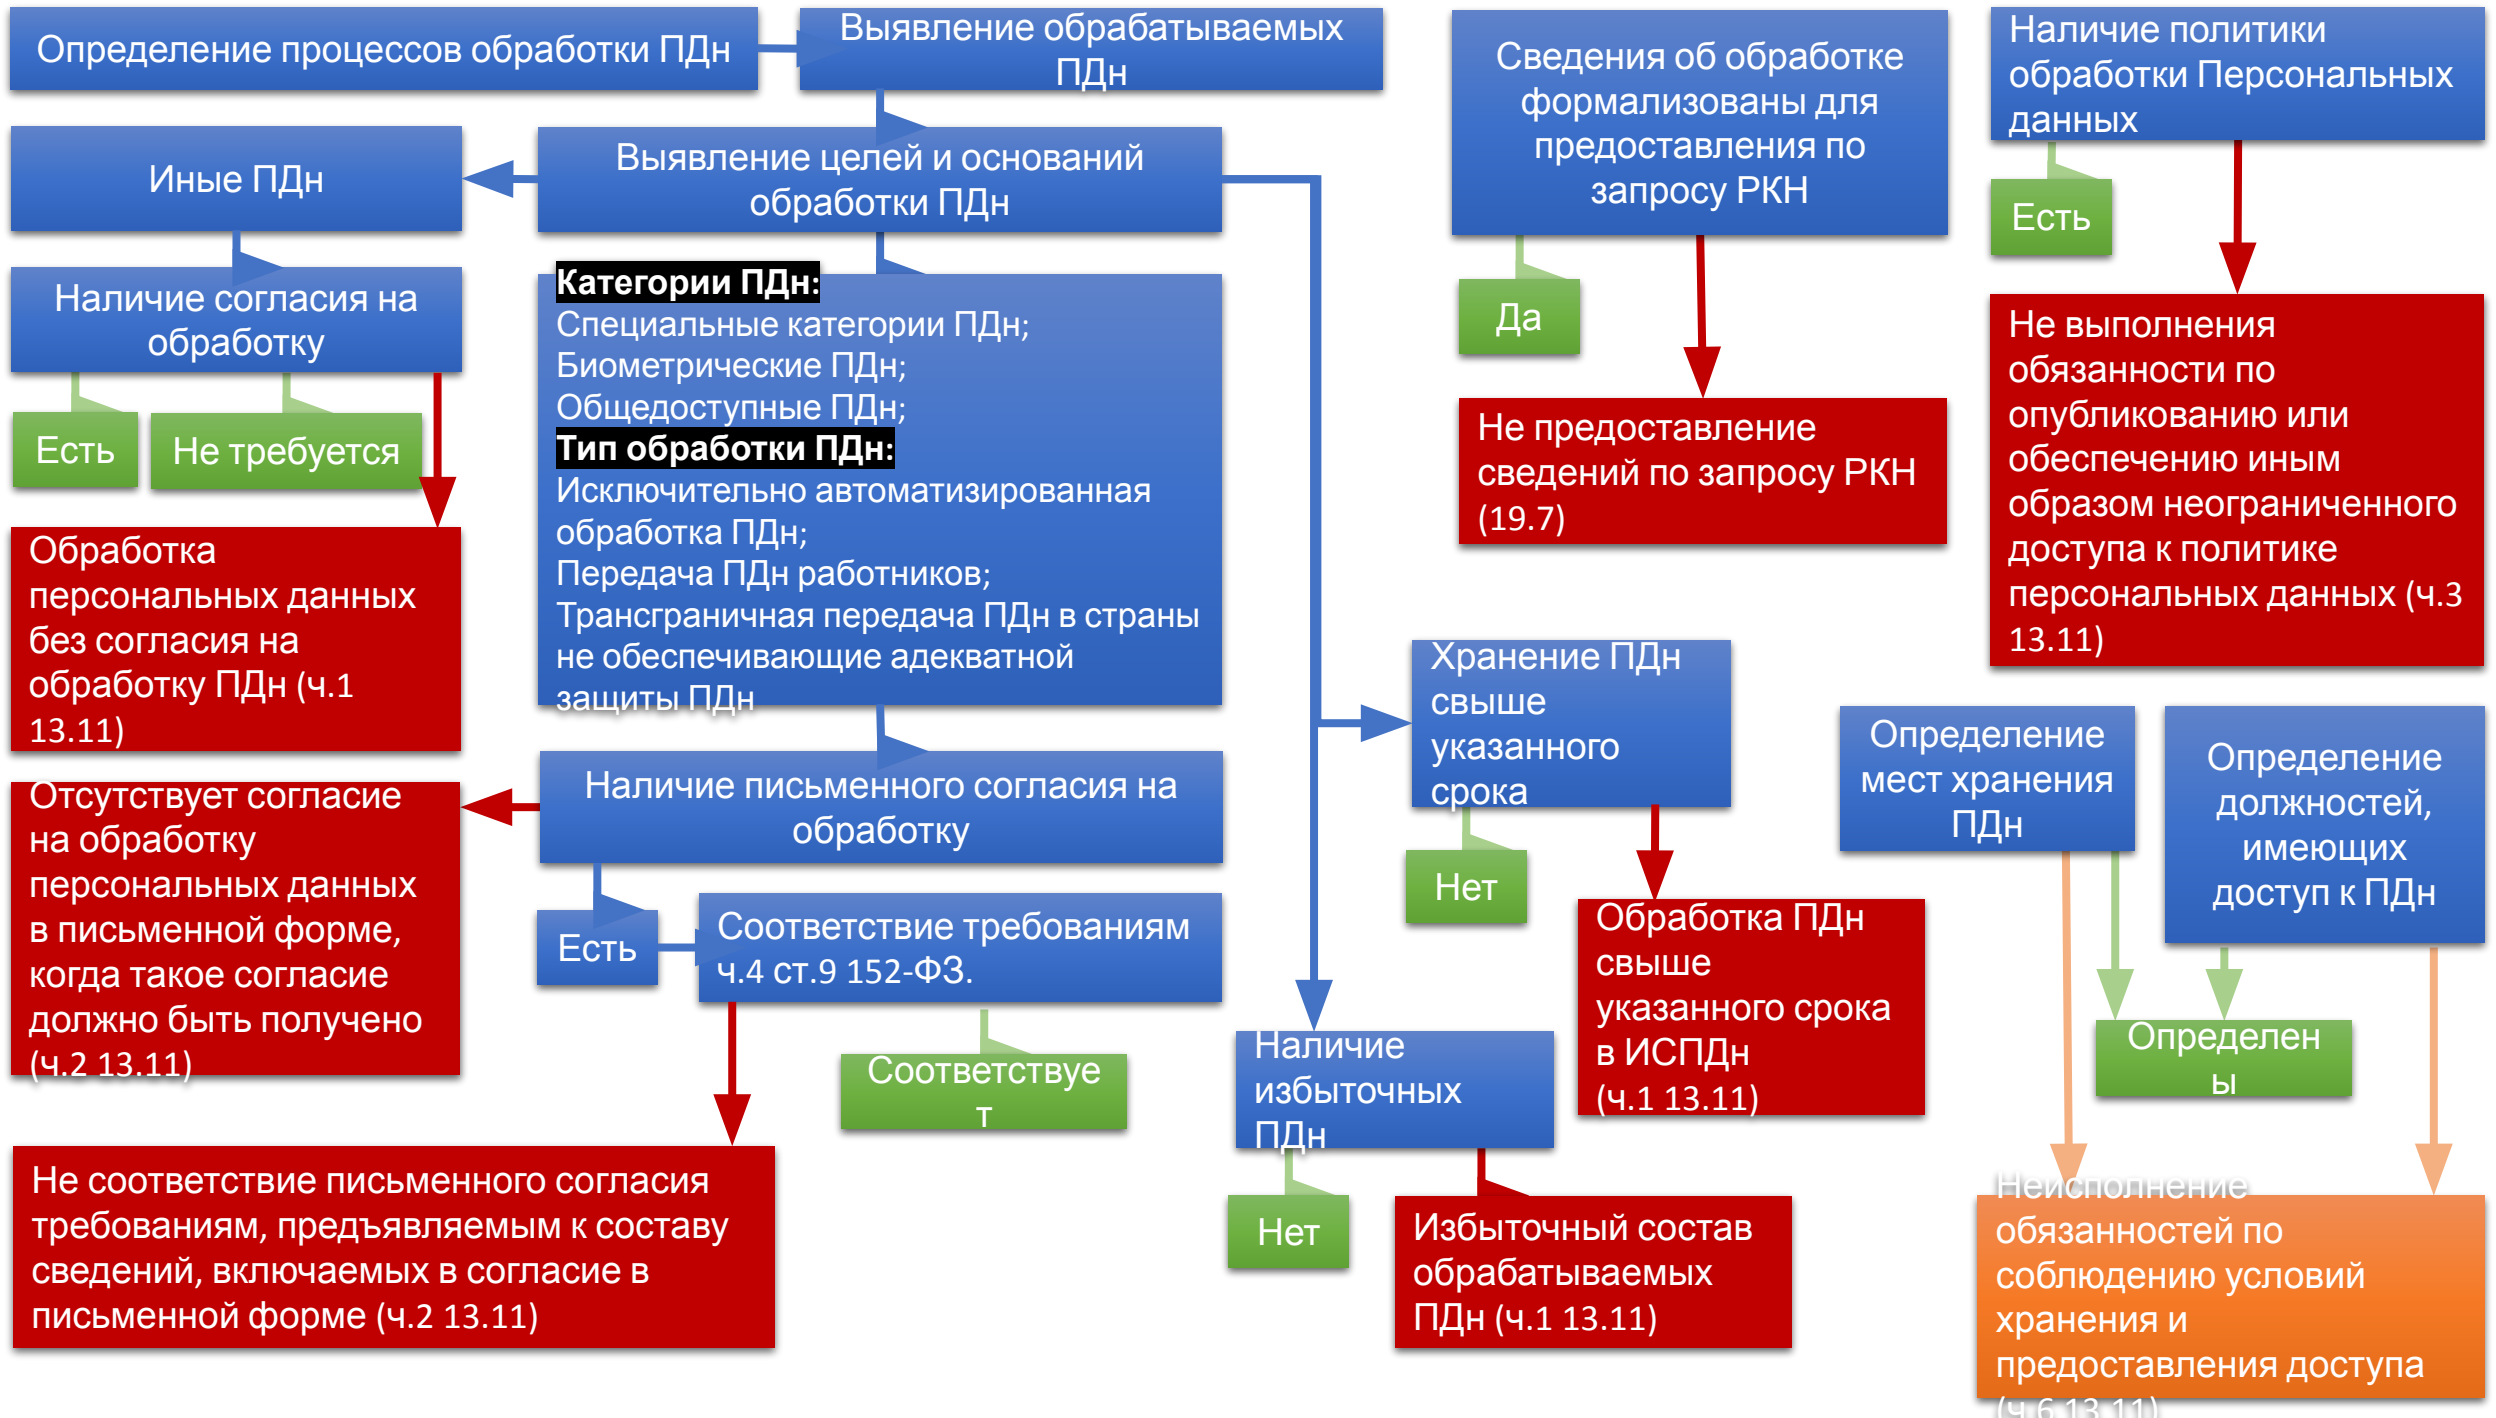 Определение процессов обработки ПДн
Выявление обрабатываемых
ПДн
Выявление целей и оснований
обработки ПДн
Иные ПДн
Наличие согласия на
обработку
Есть
Не требуется
Обработка
персональных данных
без согласия на
обработку ПДн (ч.1
13.11)
Категории ПДн:
Специальные категории ПДн;
Биометрические ПДн;
Общедоступные ПДн;
Тип обработки ПДн:
Исключительно автоматизированная
обработка ПДн;
Передача ПДн работников;
Трансграничная передача ПДн в страны
не обеспечивающие адекватной
защиты ПДн
Наличие письменного согласия на
обработку
Отсутствует согласие
на обработку
персональных данных
в письменной форме,
когда такое согласие
должно быть получено
(ч.2 13.11)
Есть
Соответствие требованиям
ч.4 ст.9 152-ФЗ.
Соответствуе
т
Не соответствие письменного согласия
требованиям, предъявляемым к составу
сведений, включаемых в согласие в
письменной форме (ч.2 13.11)
Сведения об обработке
формализованы для
предоставления по
запросу РКН
Да
Не предоставление
сведений по запросу РКН
(19.7)
Наличие политики
обработки Персональных
данных
Есть
Не выполнения
обязанности по
опубликованию или
обеспечению иным
образом неограниченного
доступа к политике
персональных данных (ч.3
13.11)
Хранение ПДн
свыше
указанного
срока
Нет
Обработка ПДн
свыше
указанного срока
в ИСПДн
(ч.1 13.11)
Наличие
избыточных
ПДн
Нет
Избыточный состав
обрабатываемых
ПДн (ч.1 13.11)
Определение
мест хранения
ПДн
Определение
должностей,
имеющих
доступ к ПДн
Определен
ы
Неисполнение
обязанностей по
соблюдению условий
хранения и
предоставления доступа
(ч.6 13.11)